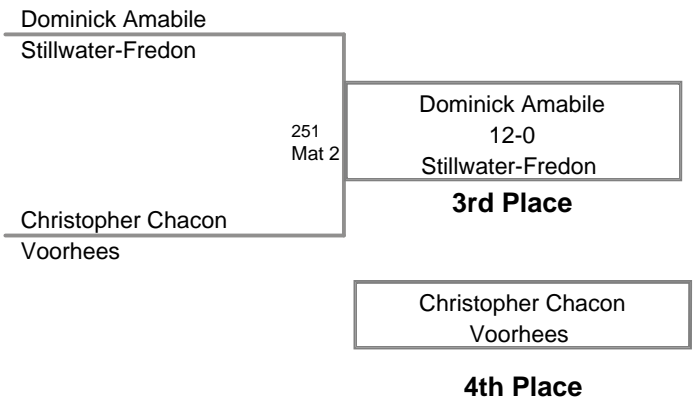 Dominick Amabile
Stillwater-Fredon
251
Mat 2
Dominick Amabile
12-0
Stillwater-Fredon
3rd Place
Christopher Chacon
Voorhees
Christopher Chacon
Voorhees
4th Place